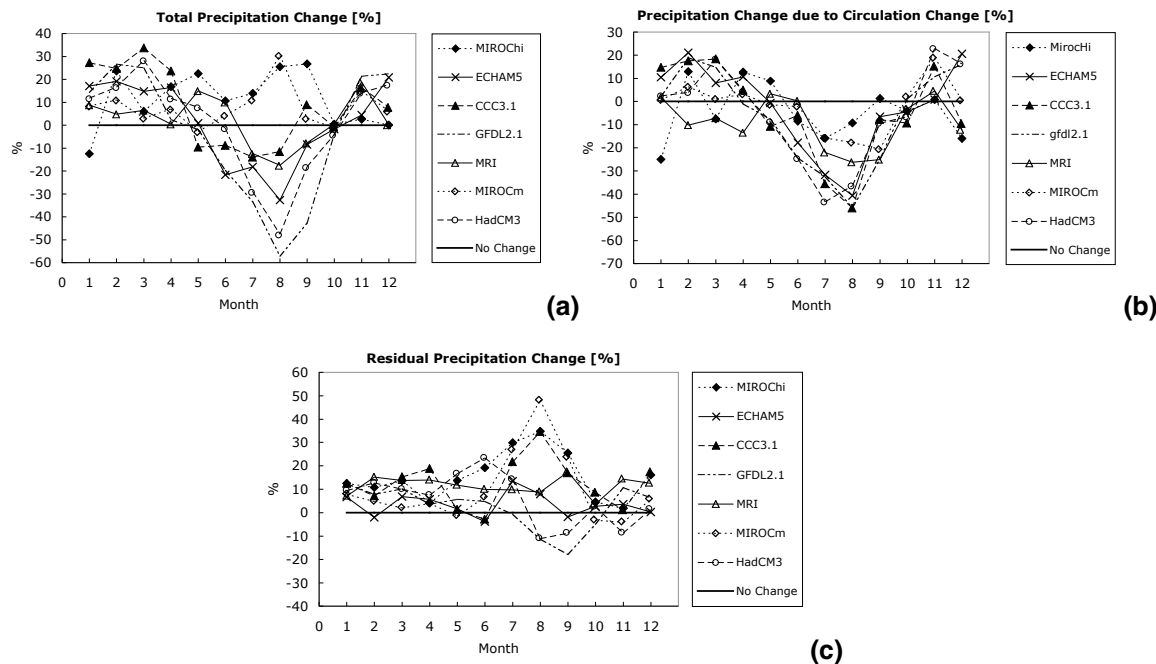 Total Precipitation Change [%]
40
30
20
10
0
-10
-20
-30
-40
-50
-60
%
0 1 2 3 4 5 6 7 8 9 10 11 12
Month
MIROChi
ECHAM5
CCC3.1
GFDL2.1
MRI
MIROCm
HadCM3
No Change
(a)
Precipitation Change due to Circulation Change [%]
30
20
10
0
-10
-20
-30
-40
-50
-60
-70
%
0 1 2 3 4 5 6 7 8 9 10 11 12
Month
MirocHi
ECHAM5
CCC3.1
gfdl2.1
MRI
MIROCm
HadCM3
No Change
(b)
Residual Precipitation Change [%]
60
50
40
30
20
10
0
-10
-20
-30
-40
%
0 1 2 3 4 5 6 7 8 9 10 11 12
Month
MIROChi
ECHAM5
CCC3.1
GFDL2.1
MRI
MIROCm
HadCM3
No Change
(c)